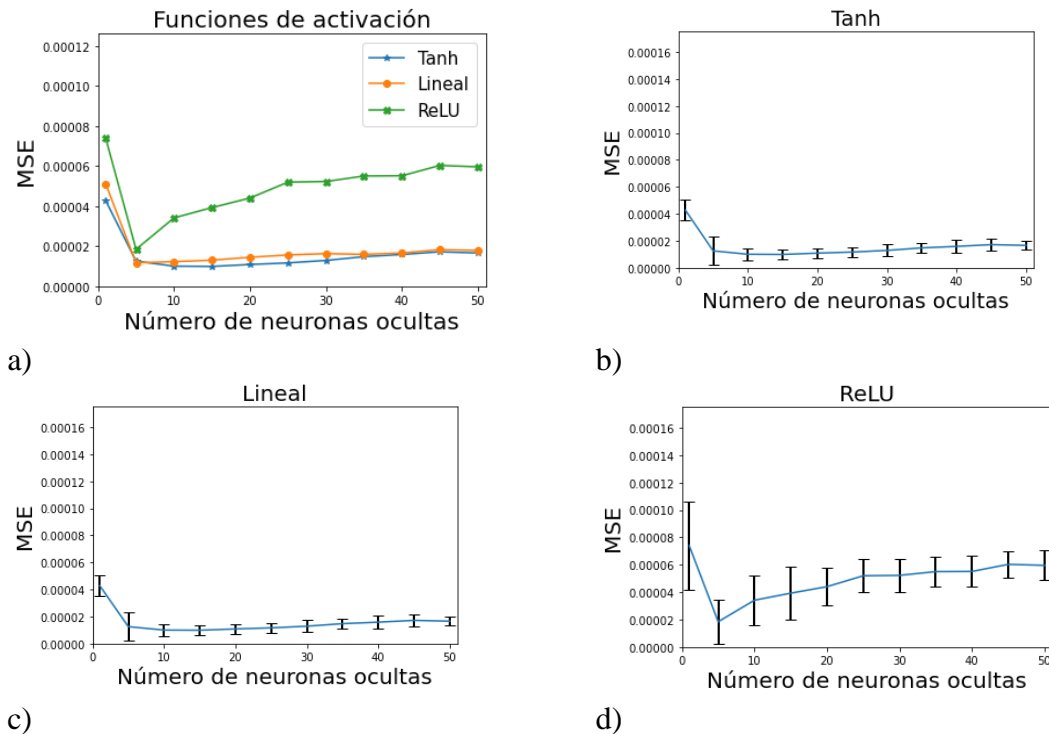 Funciones de activación
0.00012
0.00010
0.00008
0.00006
0.00004
0.00002
0.00000
MSE
Tanh
Lineal
ReLU
0 10 20 30 40 50
Número de neuronas ocultas
a)
Tanh
0.00016
0.00014
0.00012
0.00010
0.00008
0.00006
0.00004
0.00002
0.00000
MSE
0 10 20 30 40 50
Número de neuronas ocultas
b)
Lineal
0.00016
0.00014
0.00012
0.00010
0.00008
0.00006
0.00004
0.00002
0.00000
MSE
0 10 20 30 40 50
Número de neuronas ocultas
c)
ReLU
0.00016
0.00014
0.00012
0.00010
0.00008
0.00006
0.00004
0.00002
0.00000
MSE
0 10 20 30 40 50
Número de neuronas ocultas
d)